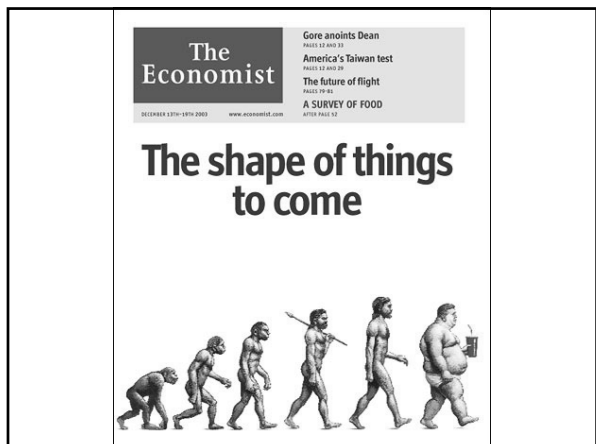 The
Economist
DECEMBER 13TH-19TH 2003 www.economist.com
Gore anoints Dean
PAGES 12 AND 33
America's Taiwan test
PAGES 12 AND 29
The future of flight
PAGES 79-81
A SURVEY OF FOOD
AFTER PAGE 52
The shape of things
to come